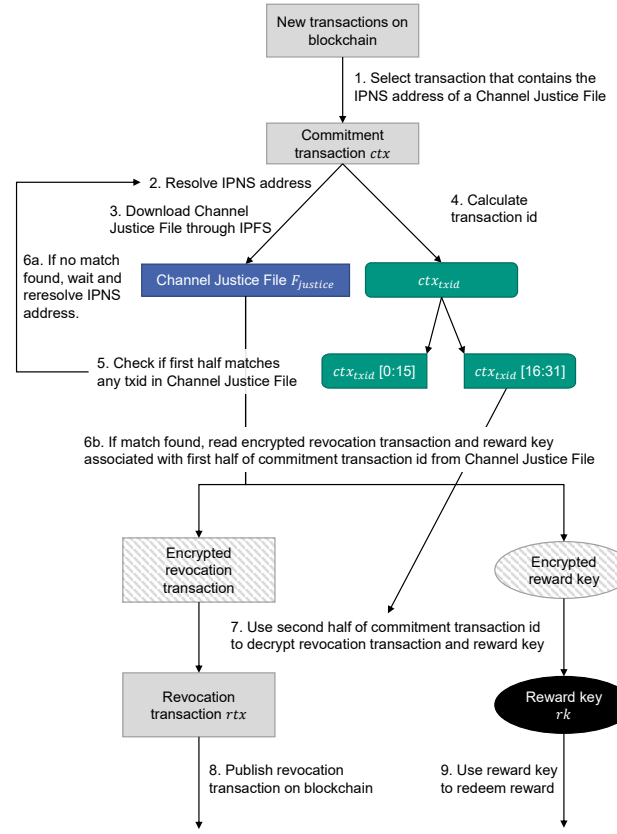 New transactions on
blockchain
1. Select transaction that contains the
IPNS address of a Channel Justice File
Commitment
transaction ctx
2. Resolve IPNS address
3. Download Channel
Justice File through IPFS
4. Calculate
transaction id
6a. If no match
found, wait and
reresolve IPNS
address.
Channel Justice File F_justice
ctx_txid
5. Check if first half matches
any txid in Channel Justice File
ctx_txid [0:15]
ctx_txid [16:31]
6b. If match found, read encrypted revocation transaction and reward key
associated with first half of commitment transaction id from Channel Justice File
Encrypted
revocation
transaction
Encrypted
reward key
7. Use second half of commitment transaction id
to decrypt revocation transaction and reward key
Revocation
transaction rtx
Reward key
rk
8. Publish revocation
transaction on blockchain
9. Use reward key
to redeem reward